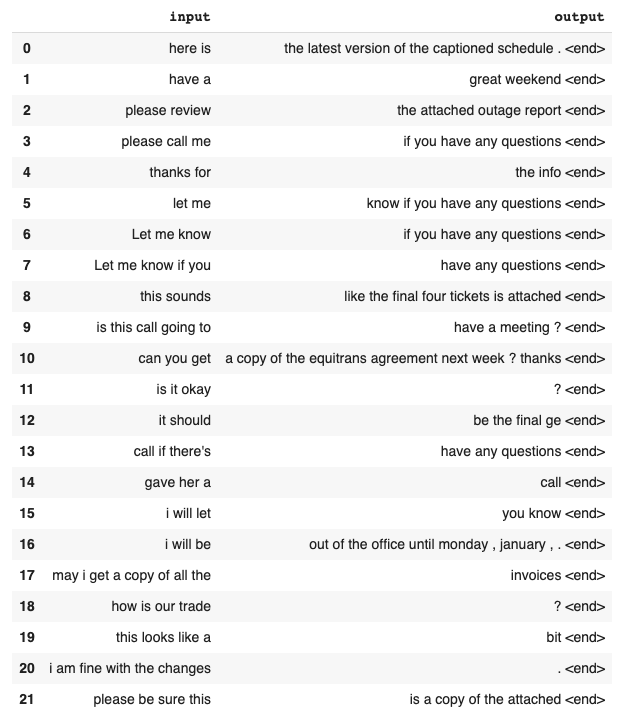 input output
0 here is the latest version of the captioned schedule . <end>
1 have a great weekend <end>
2 please review the attached outage report <end>
3 please call me if you have any questions <end>
4 thanks for the info <end>
5 let me know if you have any questions <end>
6 Let me know if you have any questions <end>
7 Let me know if you have any questions <end>
8 this sounds like the final four tickets is attached <end>
9 is this call going to have a meeting ? <end>
10 can you get a copy of the equitrans agreement next week ? thanks <end>
11 is it okay ? <end>
12 it should be the final ge <end>
13 call if there's have any questions <end>
14 gave her a call <end>
15 i will let you know <end>
16 i will be out of the office until monday , january , . <end>
17 may i get a copy of all the invoices <end>
18 how is our trade ? <end>
19 this looks like a bit <end>
20 i am fine with the changes . <end>
21 please be sure this is a copy of the attached <end>